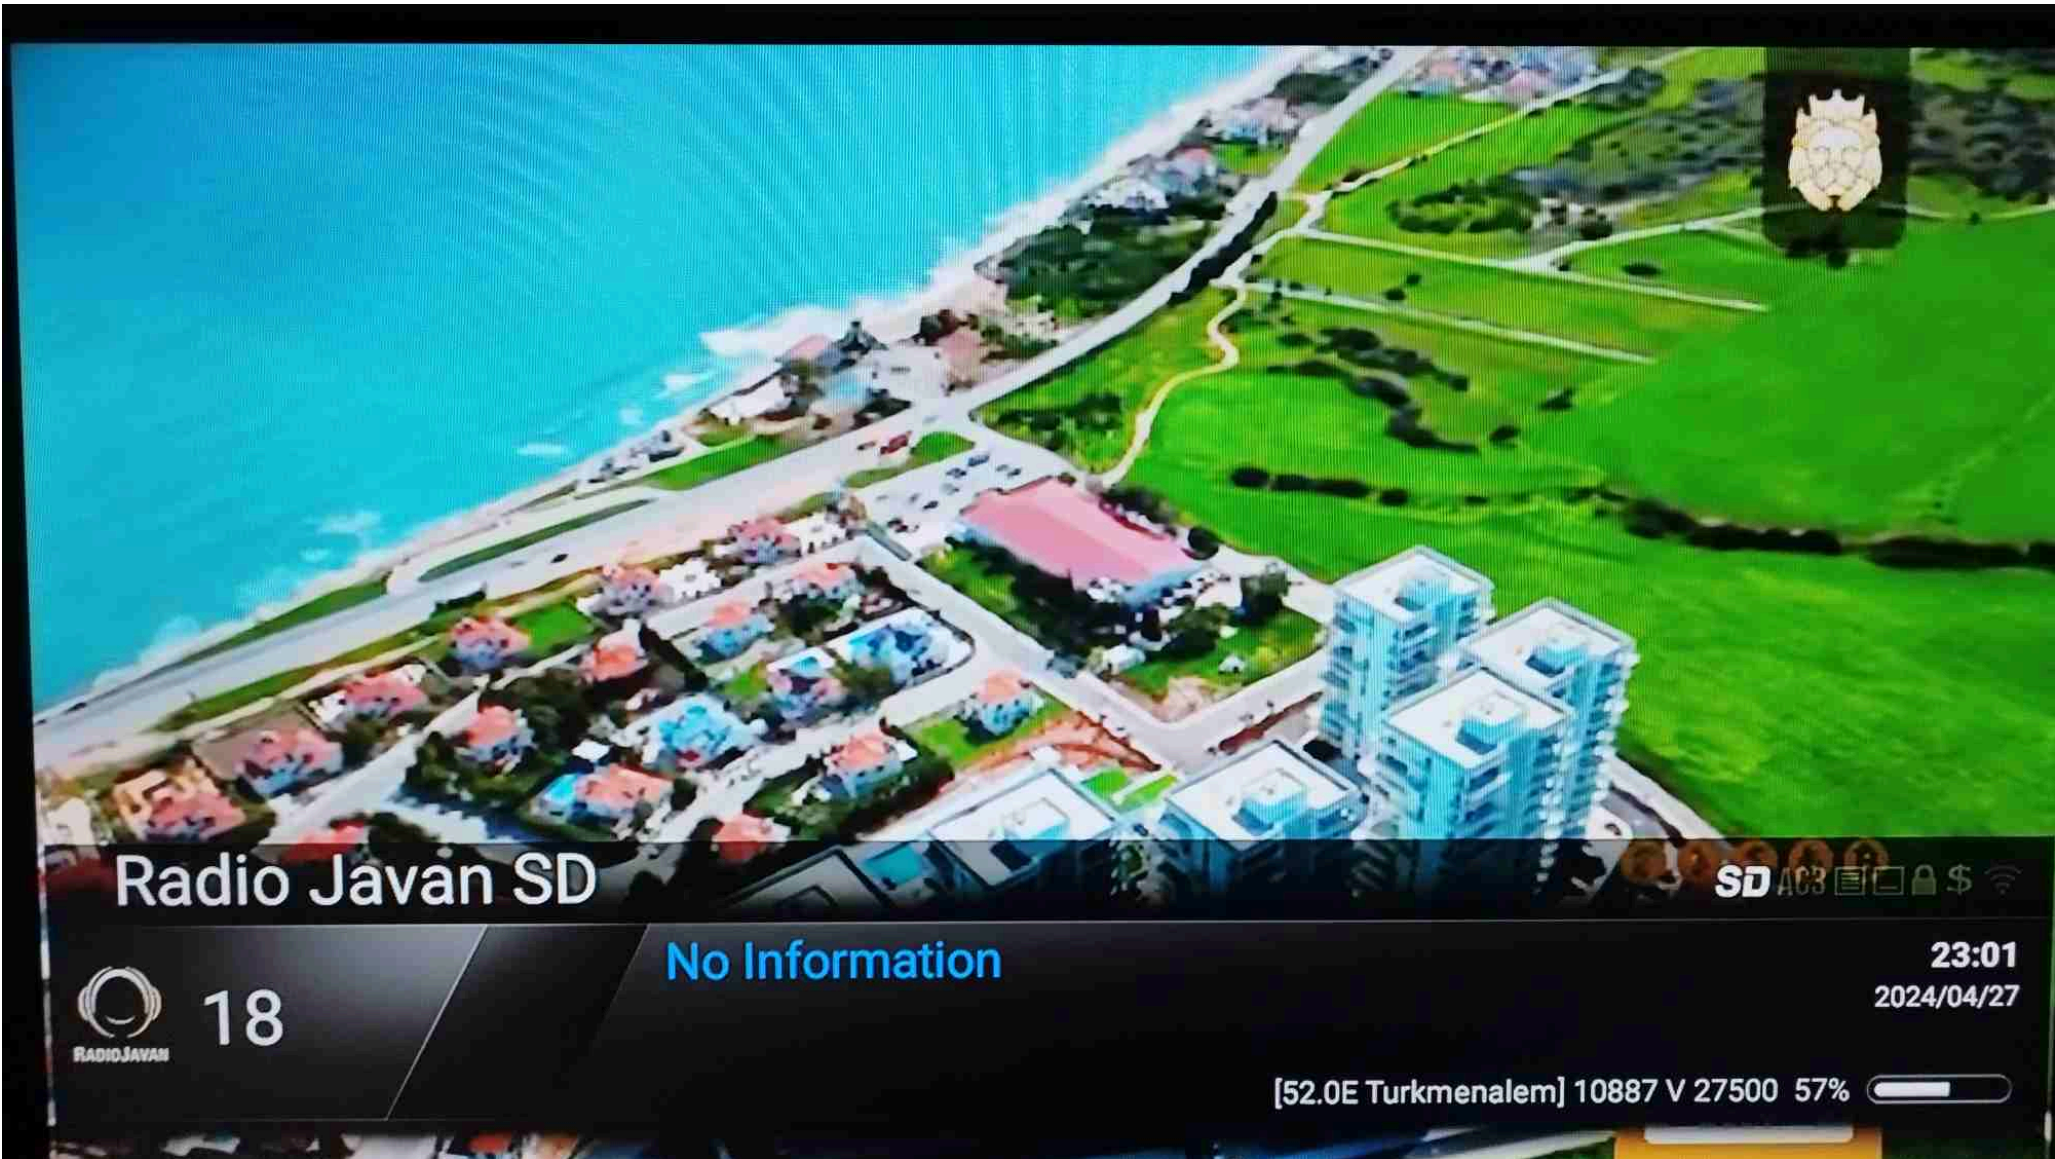 Radio Javan SD
SD AC3 $
RADIOJAVAN
18
No Information
23:01
2024/04/27
[52.0E Turkmenalem] 10887 V 27500 57%